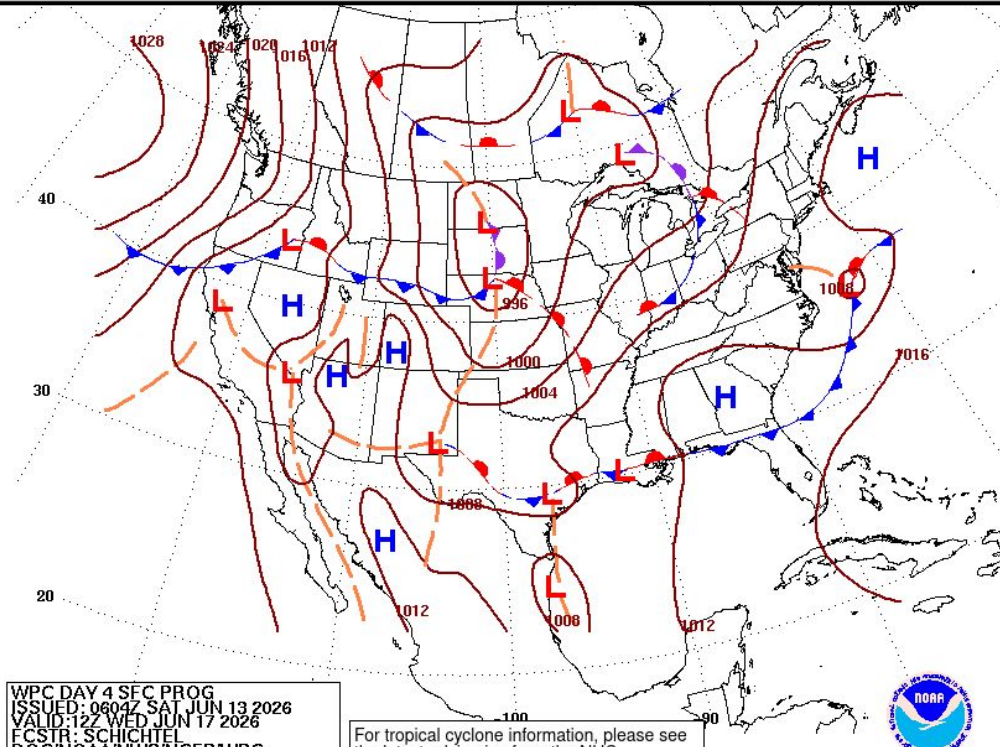 1028
1024
1020
1016
1012
L
H
L
H
40
L
L
L
L
H
996
1008
L
L
H
H
L
1000
1016
1004
H
30
L
L
L
1008
H
L
20
1012
1008
1012
WPC DAY 4 SFC PROG
ISSUED: 0604Z SAT JUN 13 2026
VALID:12Z WED JUN 17 2026
FCSTR: SCHICHTEL
-100
90
For tropical cyclone information, please see
NOAA